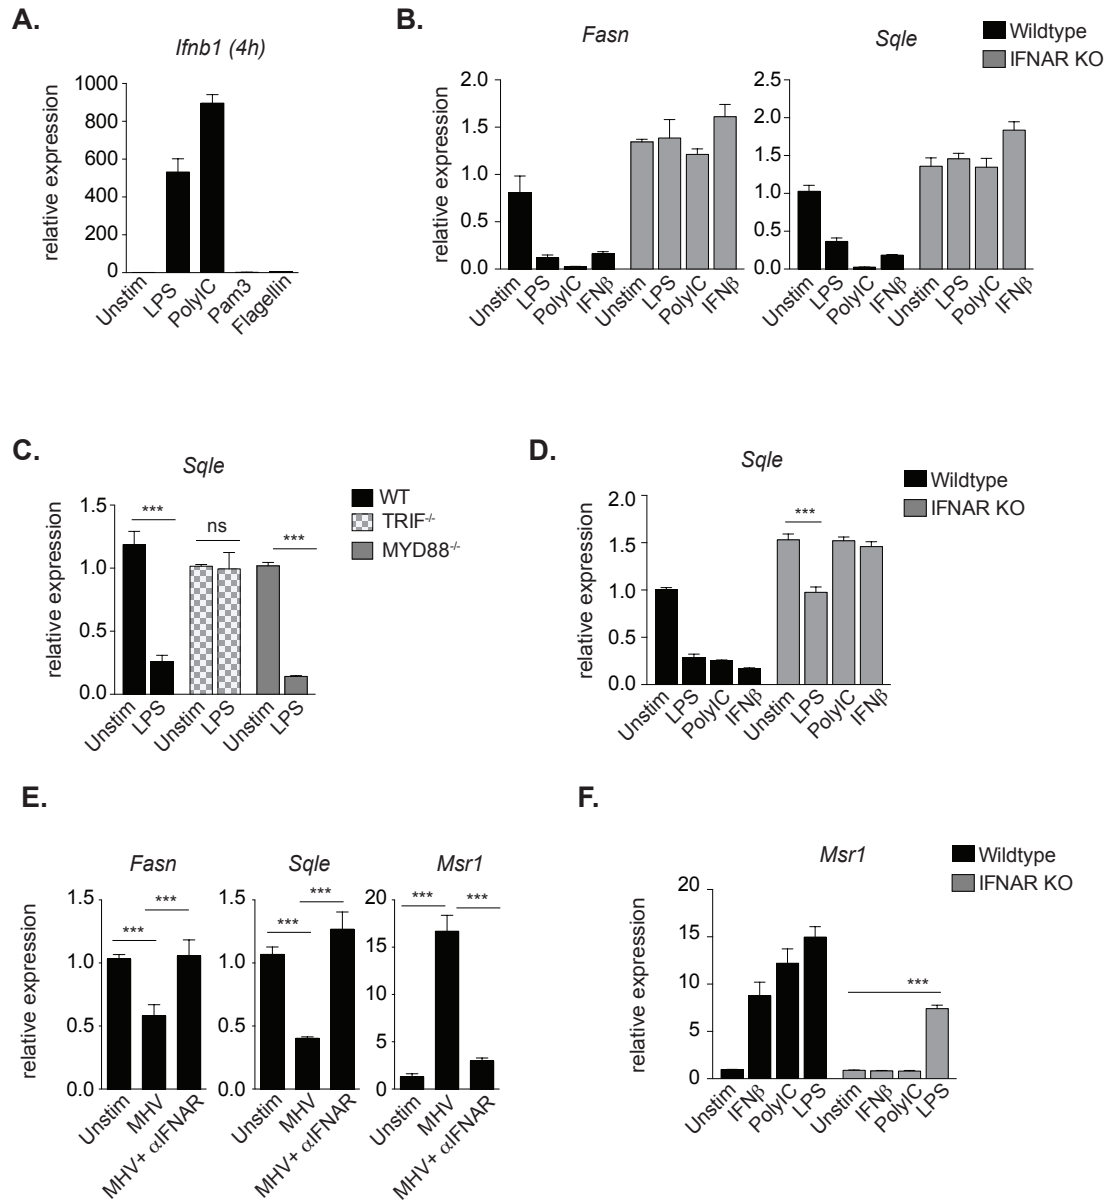 A.
Ifnb1 (4h)
relative expression
1000
800
600
400
200
0
Unstim
LPS
PolyIC
Pam3
Flagellin
B.
Fasn
relative expression
2.0
1.5
1.0
0.5
0.0
Unstim
LPS
PolyIC
IFNβ
Unstim
LPS
PolyIC
IFNβ
Sqle
2.5
2.0
1.5
1.0
0.5
0.0
Unstim
LPS
PolyIC
IFNβ
Unstim
LPS
PolyIC
IFNβ
Wildtype
IFNAR KO
C.
Sqle
relative expression
1.5
1.0
0.5
0.0
***
ns
***
Unstim
LPS
Unstim
LPS
Unstim
LPS
WT
TRIF-/-
MYD88-/-
D.
Sqle
relative expression
2.0
1.5
1.0
0.5
0.0
***
Unstim
LPS
PolyIC
IFNβ
Unstim
LPS
PolyIC
IFNβ
Wildtype
IFNAR KO
E.
Fasn
relative expression
1.5
1.0
0.5
0.0
***
***
Unstim
MHV
MHV+ αIFNAR
Sqle
1.5
1.0
0.5
0.0
***
***
Unstim
MHV
MHV+ αIFNAR
Msr1
20
15
10
5
0
***
***
Unstim
MHV
MHV+ αIFNAR
F.
Msr1
relative expression
20
15
10
5
0
***
Unstim
IFNβ
PolyIC
LPS
Unstim
IFNβ
PolyIC
LPS
Wildtype
IFNAR KO